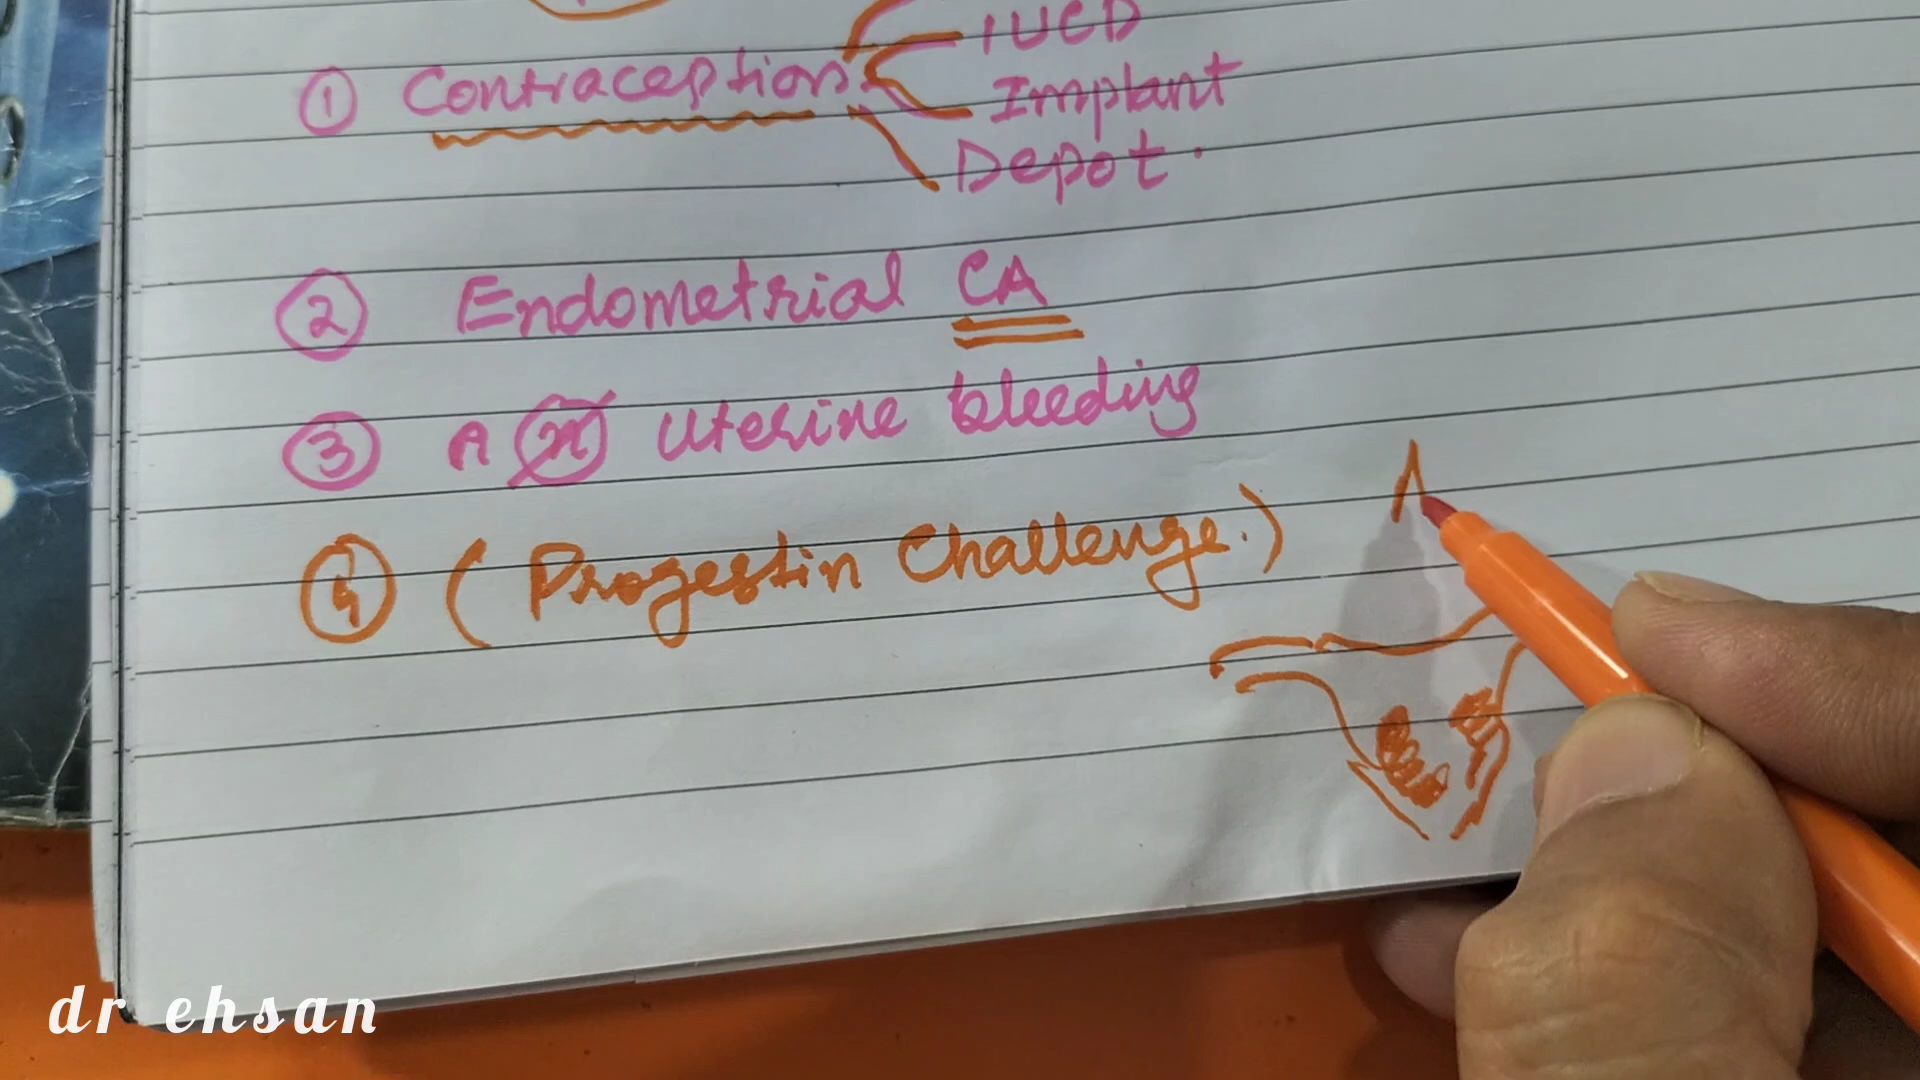 ① Contraception
IUCD
Implant
Depot.
② Endometrial CA
③ A (n) Uterine bleeding
④ (Progestin Challenge.)
dr ehsan